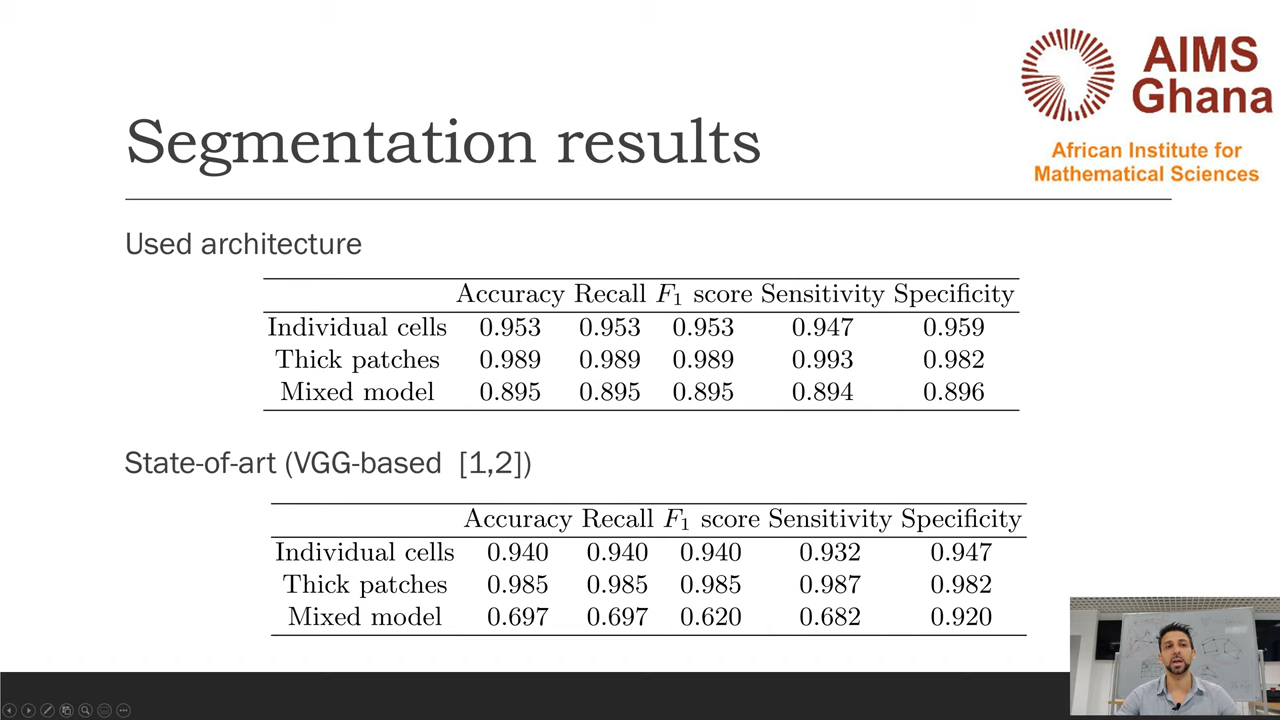 AIMS
Ghana
African Institute for
Mathematical Sciences
Segmentation results
Used architecture
Accuracy Recall F₁ score Sensitivity Specificity
Individual cells 0.953 0.953 0.953 0.947 0.959
Thick patches 0.989 0.989 0.989 0.993 0.982
Mixed model 0.895 0.895 0.895 0.894 0.896
State-of-art (VGG-based [1,2])
Accuracy Recall F₁ score Sensitivity Specificity
Individual cells 0.940 0.940 0.940 0.932 0.947
Thick patches 0.985 0.985 0.985 0.987 0.982
Mixed model 0.697 0.697 0.620 0.682 0.920